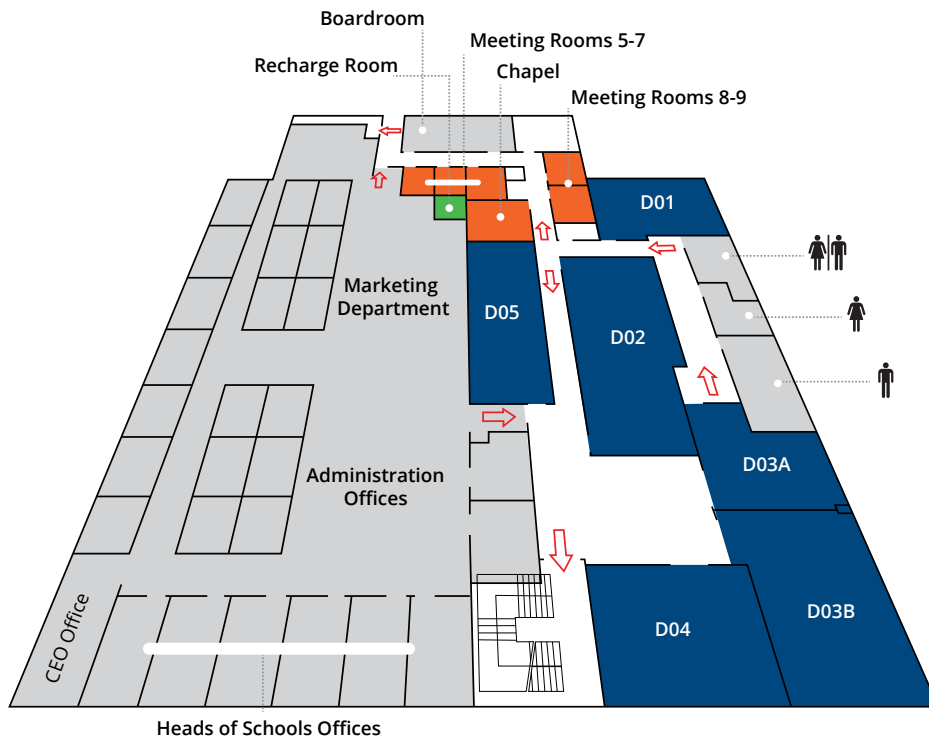 Boardroom
Meeting Rooms 5-7
Recharge Room
Chapel
Meeting Rooms 8-9
D01
Marketing
Department
D05
D02
D03A
Administration
Offices
CEO Office
D04
D03B
Heads of Schools Offices